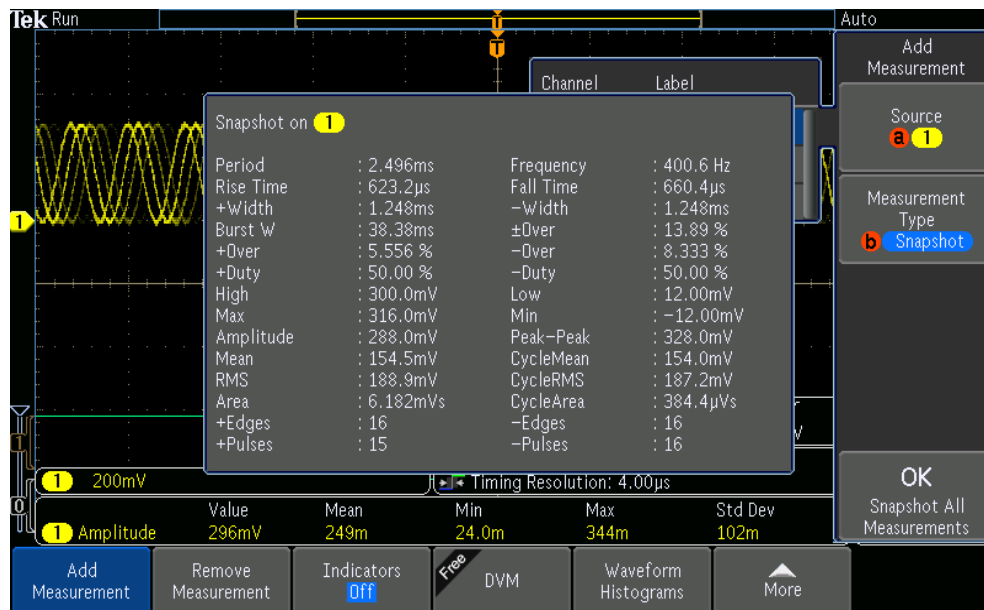 Tek Run
Auto
T
Add
Measurement
Channel Label
Source
a 1
Measurement
Type
b Snapshot
Snapshot on 1
Period : 2.496ms Frequency : 400.6 Hz
Rise Time : 623.2µs Fall Time : 660.4µs
+Width : 1.248ms −Width : 1.248ms
Burst W : 38.38ms ±Over : 13.89 %
+Over : 5.556 % −Over : 8.333 %
+Duty : 50.00 % −Duty : 50.00 %
High : 300.0mV Low : 12.00mV
Max : 316.0mV Min : −12.00mV
Amplitude : 288.0mV Peak−Peak : 328.0mV
Mean : 154.5mV CycleMean : 154.0mV
RMS : 188.9mV CycleRMS : 187.2mV
Area : 6.182mVs CycleArea : 384.4µVs
+Edges : 16 −Edges : 16
+Pulses : 15 −Pulses : 16
1
1
0
1 200mV
Timing Resolution: 4.00µs
Value Mean Min Max Std Dev
1 Amplitude 296mV 249m 24.0m 344m 102m
OK
Snapshot All
Measurements
Add
Measurement
Remove
Measurement
Indicators
Off
Free
DVM
Waveform
Histograms
More